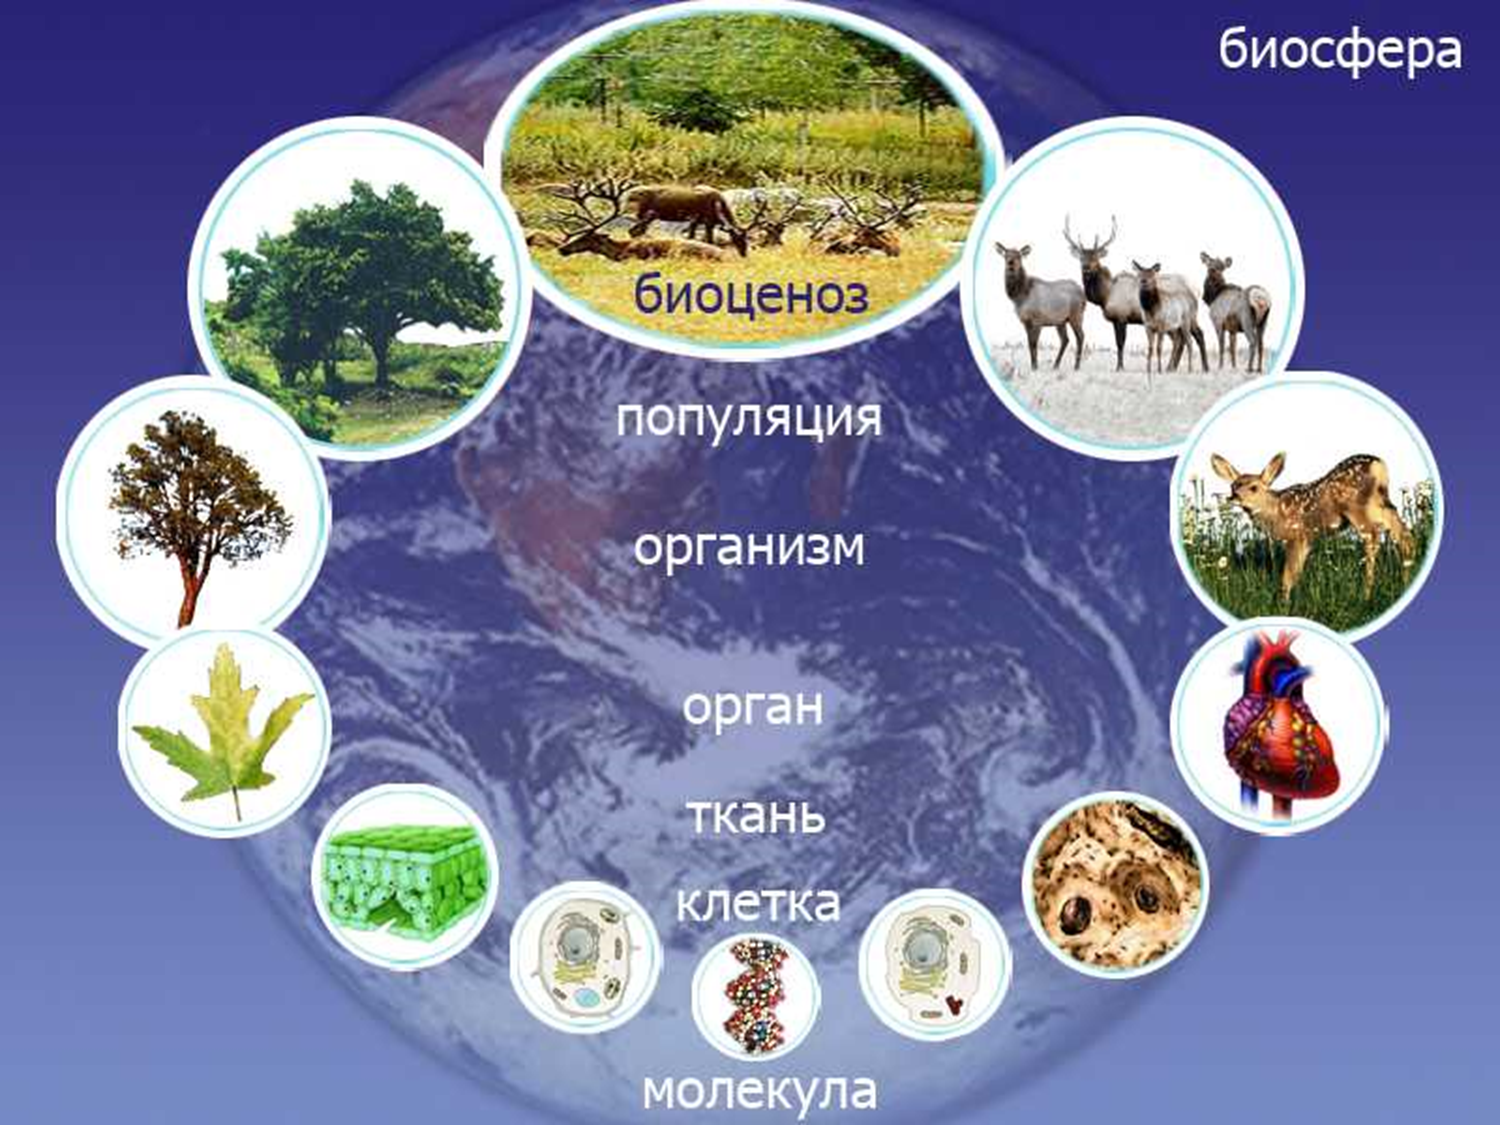 биосфера
биоценоз
популяция
организм
орган
ткань
клетка
молекула